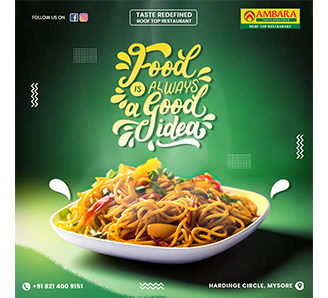 FOLLOW US ON
TASTE REDEFINED
ROOF TOP RESTAURANT
AMBARA
ROOF TOP RESTAURANT
Food
IS ALWAYS
a Good
idea
+91 821 400 9151
HARDINGE CIRCLE, MYSORE